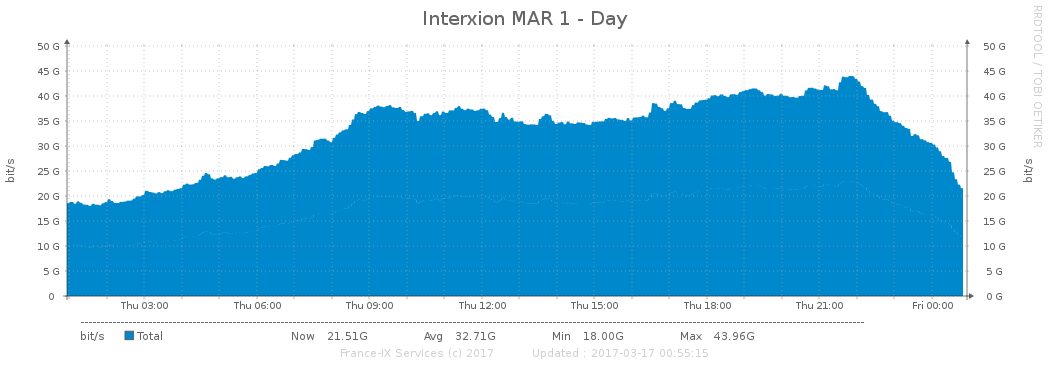 Interxion MAR 1 - Day
RRDTOOL / TOBI OETIKER
bit/s
50 G 50 G
45 G 45 G
40 G 40 G
35 G 35 G
30 G 30 G
25 G 25 G
20 G 20 G
15 G 15 G
10 G 10 G
5 G 5 G
0 0 G
bit/s
Thu 03:00 Thu 06:00 Thu 09:00 Thu 12:00 Thu 15:00 Thu 18:00 Thu 21:00 Fri 00:00
bit/s Total Now 21.51G Avg 32.71G Min 18.00G Max 43.96G
France-IX Services (c) 2017 Updated : 2017-03-17 00:55:15